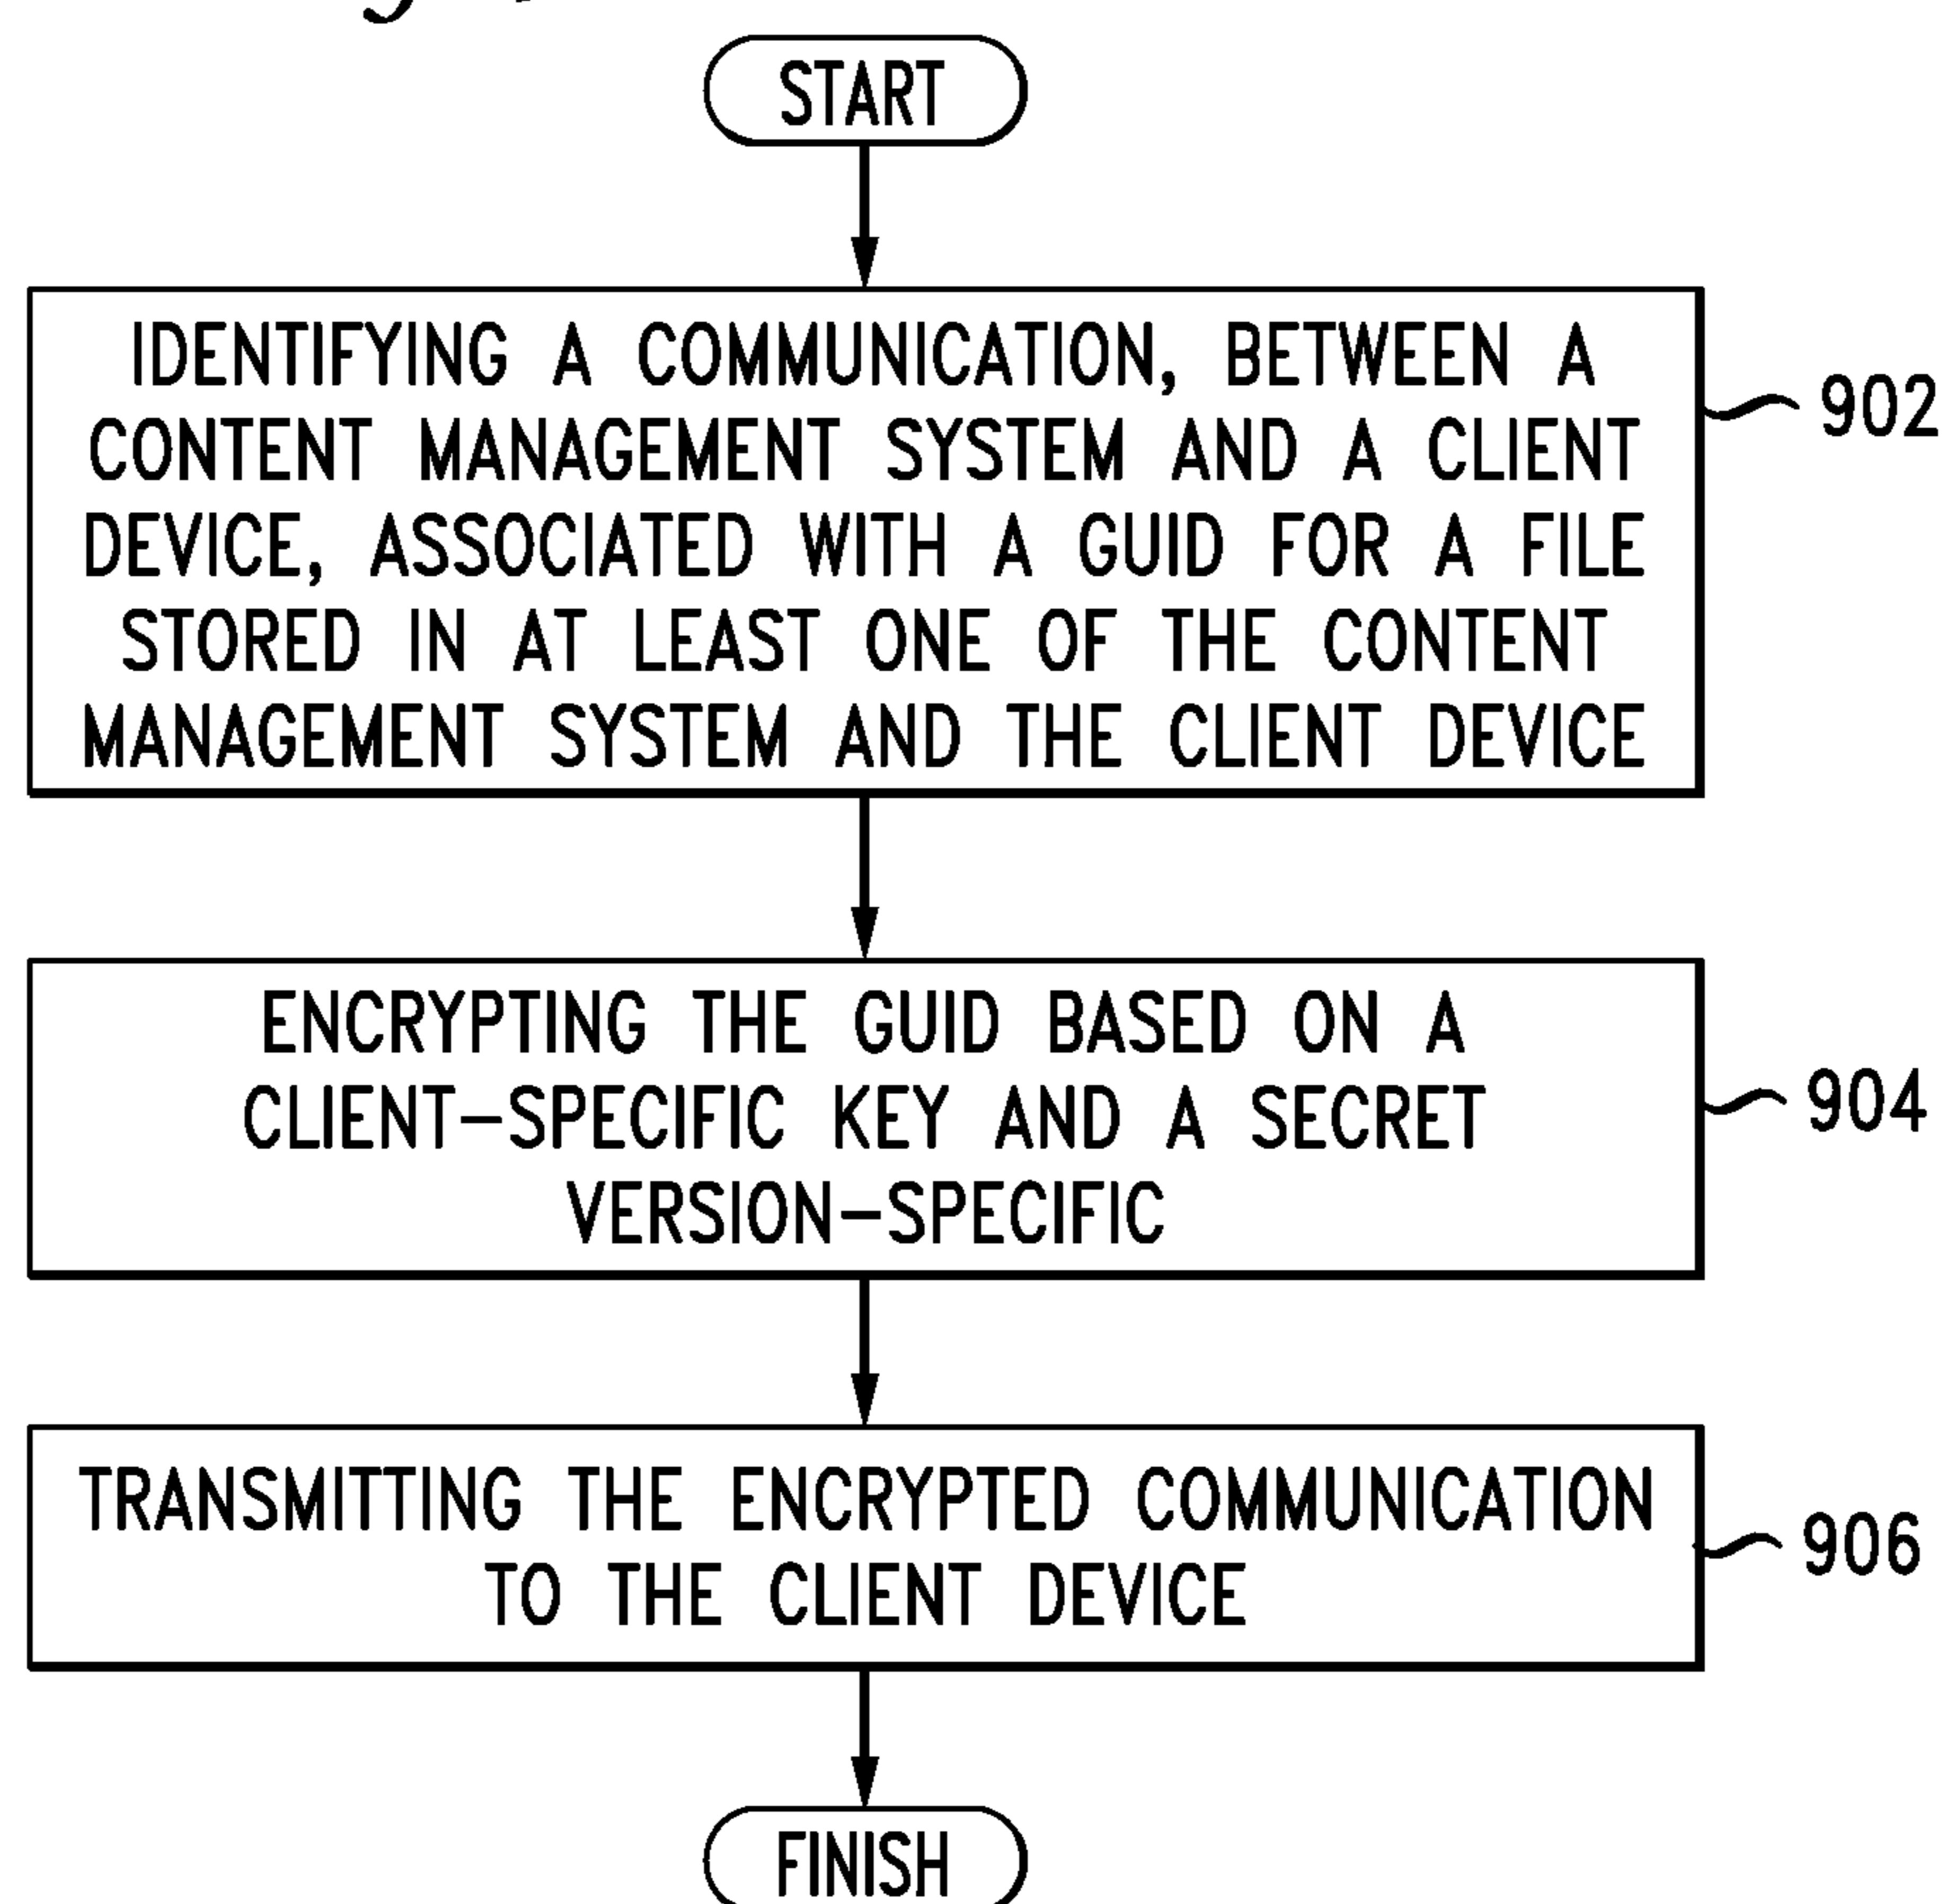 START
IDENTIFYING A COMMUNICATION, BETWEEN A
CONTENT MANAGEMENT SYSTEM AND A CLIENT
DEVICE, ASSOCIATED WITH A GUID FOR A FILE
STORED IN AT LEAST ONE OF THE CONTENT
MANAGEMENT SYSTEM AND THE CLIENT DEVICE
902
ENCRYPTING THE GUID BASED ON A
CLIENT-SPECIFIC KEY AND A SECRET
VERSION-SPECIFIC
904
TRANSMITTING THE ENCRYPTED COMMUNICATION
TO THE CLIENT DEVICE
906
FINISH